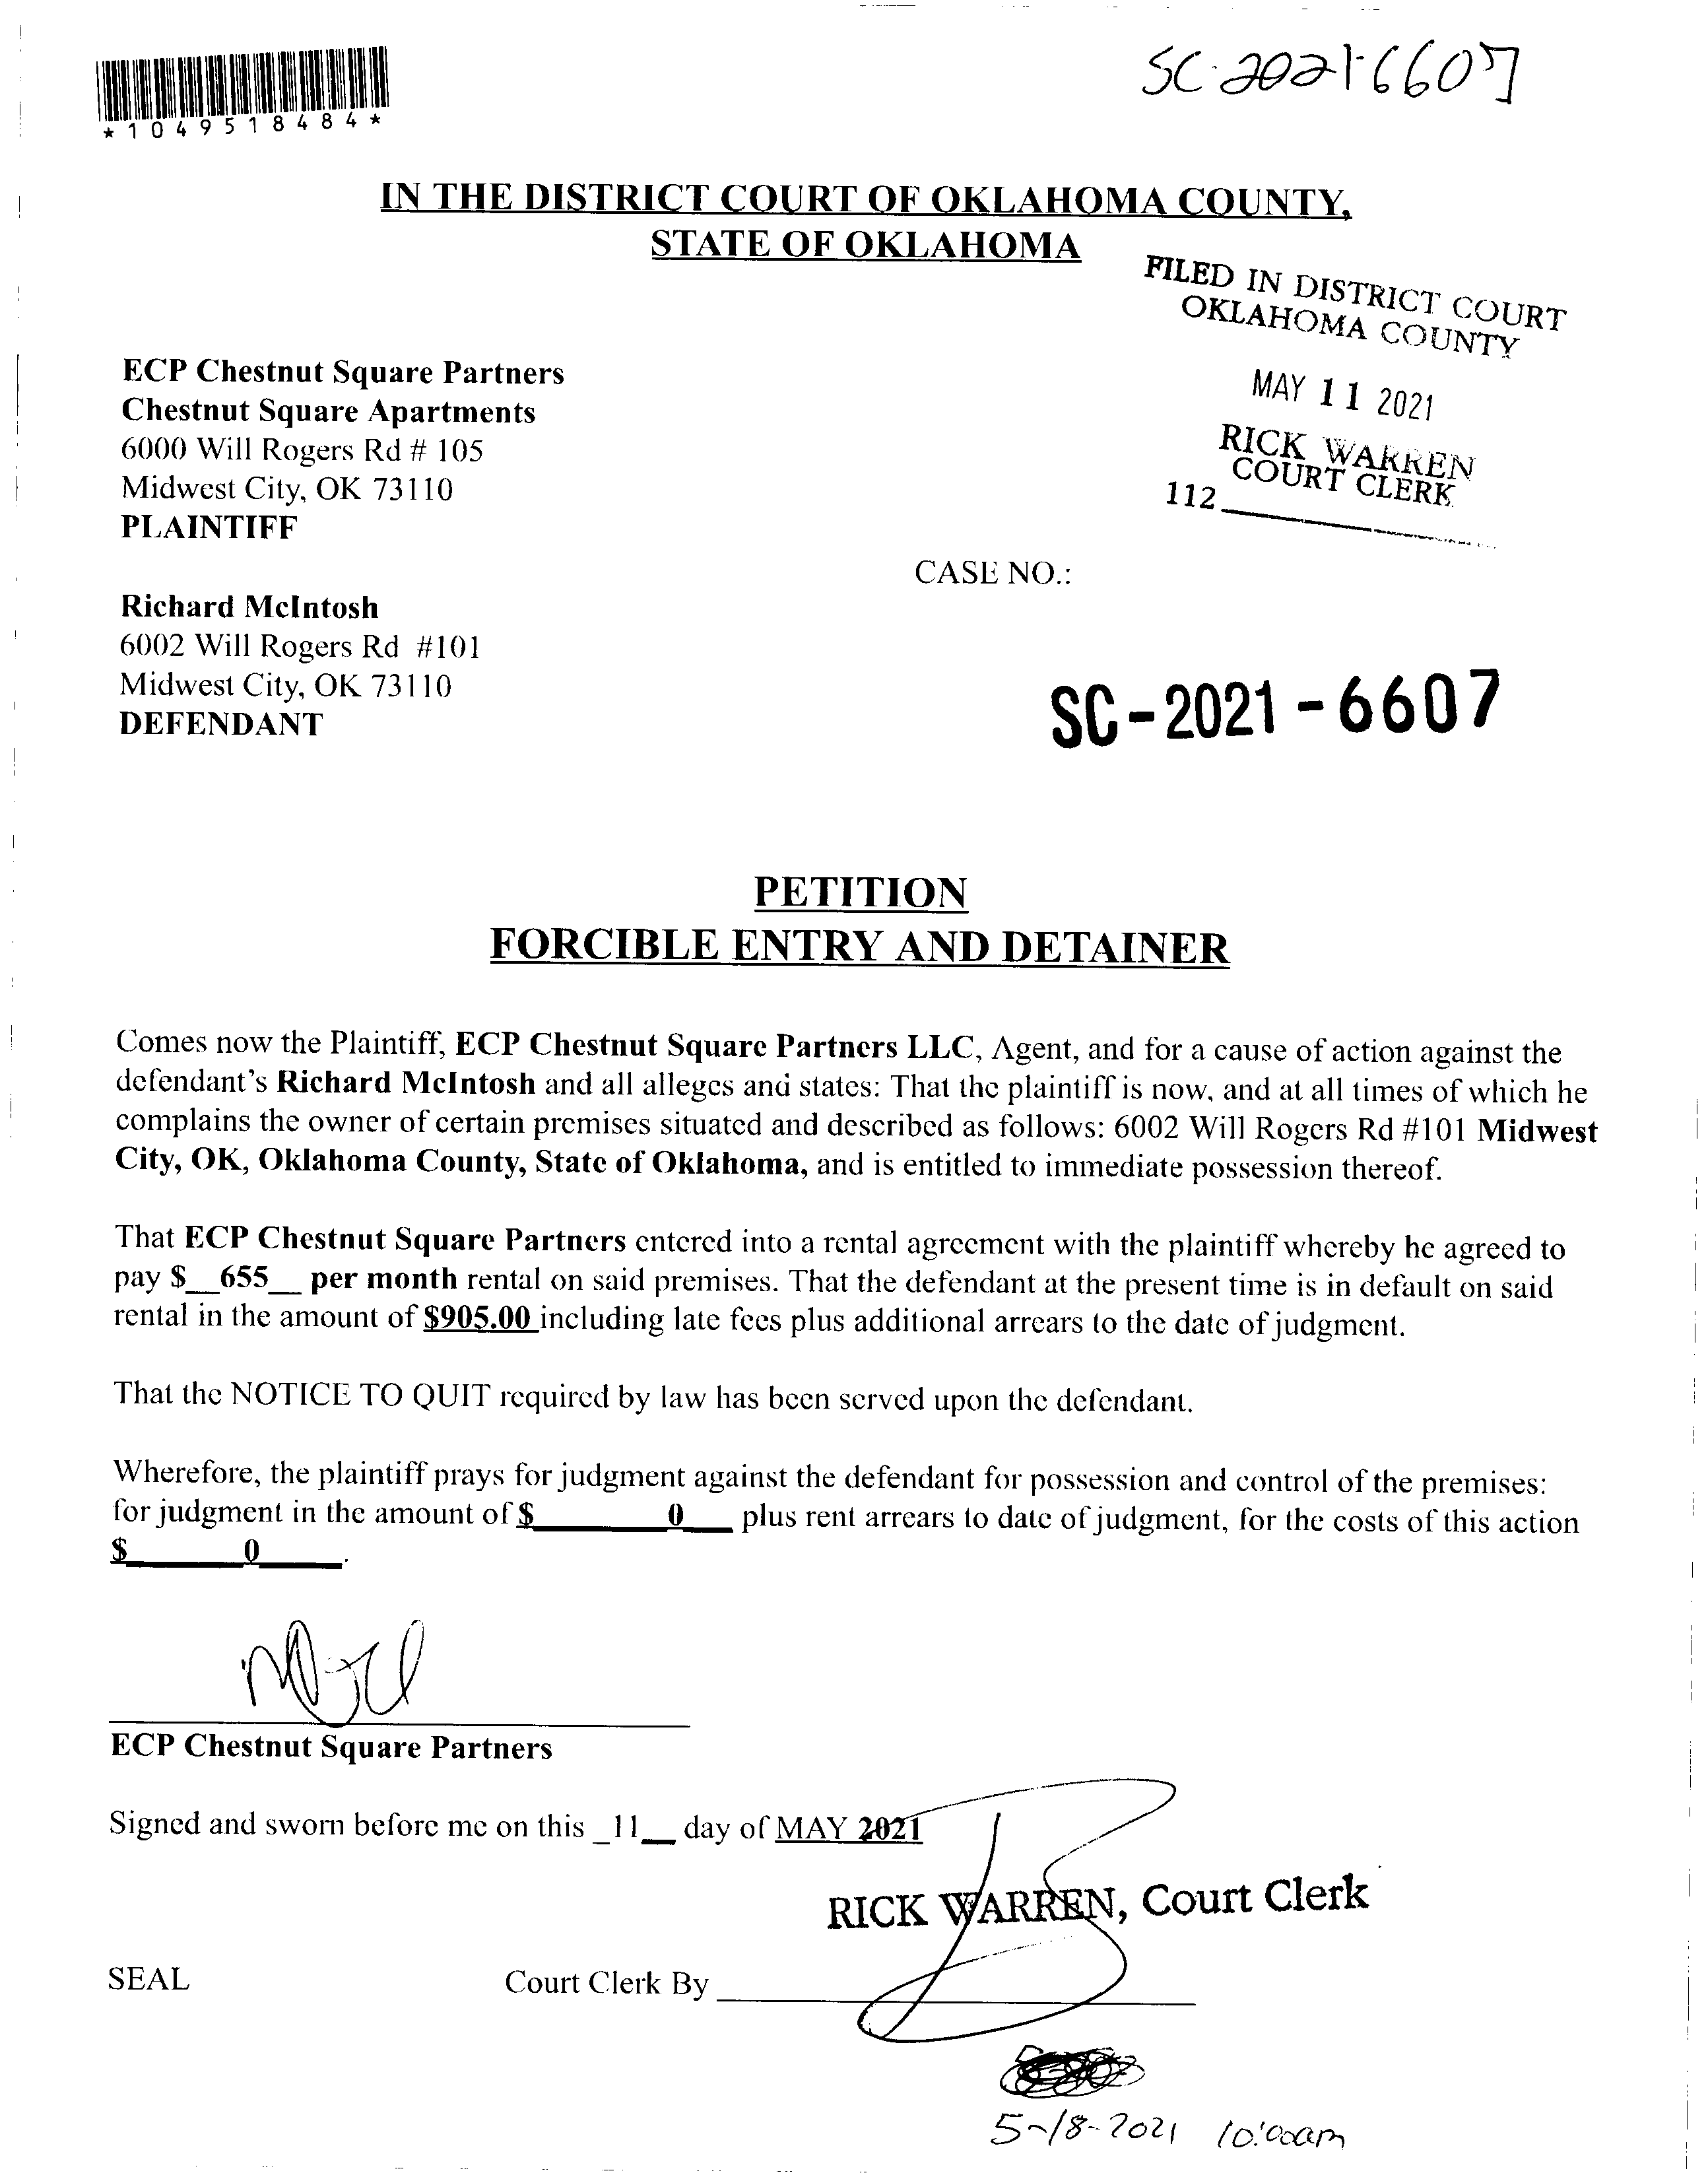 SC-2021-6607
*1049518484*
IN THE DISTRICT COURT OF OKLAHOMA COUNTY,
STATE OF OKLAHOMA
FILED IN DISTRICT COURT
OKLAHOMA COUNTY
MAY 11 2021
RICK WARREN
COURT CLERK
112
ECP Chestnut Square Partners
Chestnut Square Apartments
6000 Will Rogers Rd # 105
Midwest City, OK 73110
PLAINTIFF
CASE NO.:
Richard McIntosh
6002 Will Rogers Rd #101
Midwest City, OK 73110
DEFENDANT
SC-2021-6607
PETITION
FORCIBLE ENTRY AND DETAINER
Comes now the Plaintiff, ECP Chestnut Square Partners LLC, Agent, and for a cause of action against the
defendant's Richard McIntosh and all alleges and states: That the plaintiff is now, and at all times of which he
complains the owner of certain premises situated and described as follows: 6002 Will Rogers Rd #101 Midwest
City, OK, Oklahoma County, State of Oklahoma, and is entitled to immediate possession thereof.
That ECP Chestnut Square Partners entered into a rental agreement with the plaintiff whereby he agreed to
pay $__655__ per month rental on said premises. That the defendant at the present time is in default on said
rental in the amount of $905.00 including late fees plus additional arrears to the date of judgment.
That the NOTICE TO QUIT required by law has been served upon the defendant.
Wherefore, the plaintiff prays for judgment against the defendant for possession and control of the premises:
for judgment in the amount of $________0___ plus rent arrears to date of judgment, for the costs of this action
$_______0_____.
ECP Chestnut Square Partners
Signed and sworn before me on this _11__ day of MAY 2021
RICK WARREN, Court Clerk
SEAL Court Clerk By
5-18-2021 10:00am